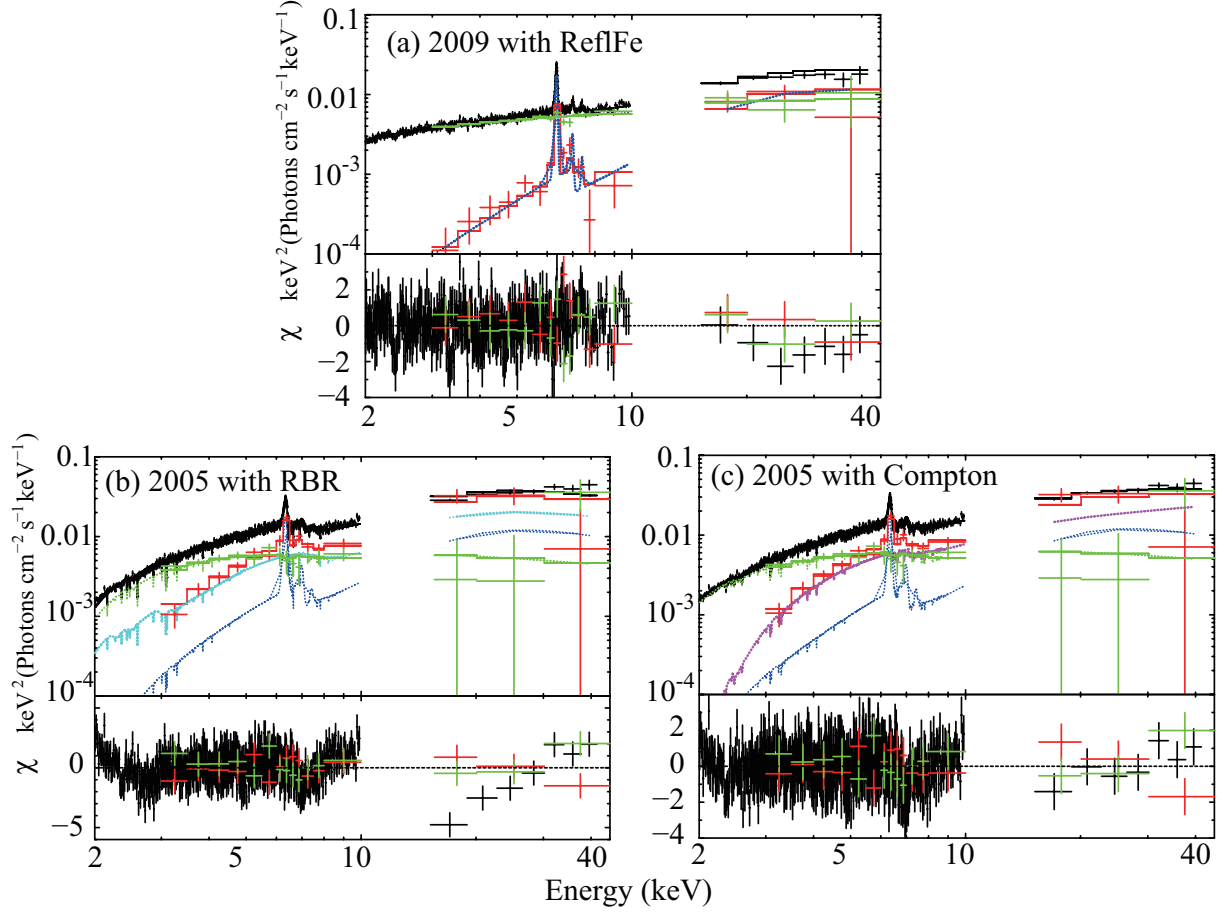 (a) 2009 with ReflFe
0.1
0.01
10⁻³
10⁻⁴
keV² (Photons cm⁻² s⁻¹ keV⁻¹)
χ
2
0
−2
−4
2 5 10 40
(b) 2005 with RBR
0.1
0.01
10⁻³
10⁻⁴
keV² (Photons cm⁻² s⁻¹ keV⁻¹)
χ
0
−5
2 5 10 40
(c) 2005 with Compton
0.1
0.01
10⁻³
10⁻⁴
2
0
−2
−4
2 5 10 40
Energy (keV)